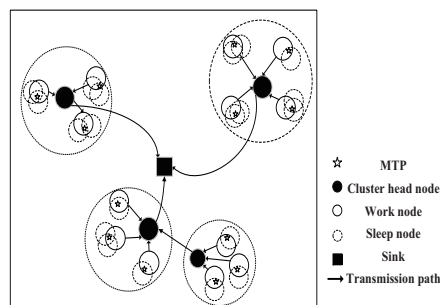 MTP
Cluster head node
Work node
Sleep node
Sink
Transmission path